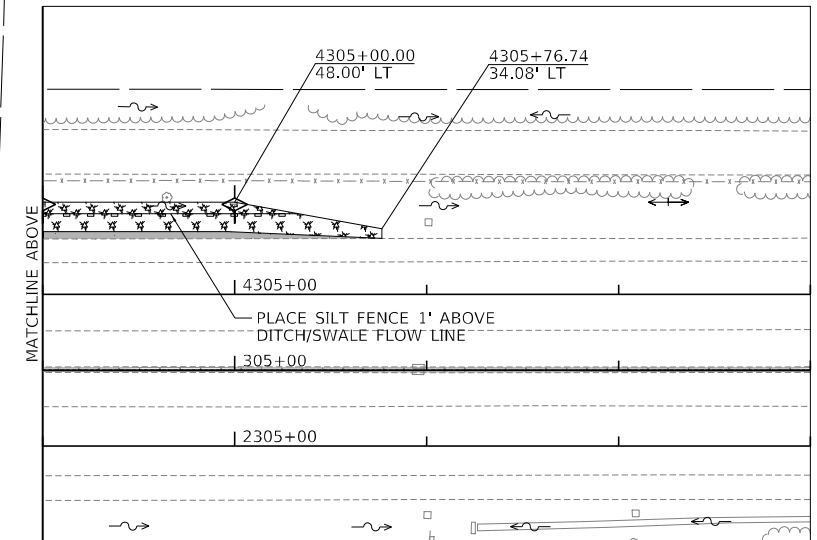 4305+00.00
48.00' LT
4305+76.74
34.08' LT
MATCHLINE ABOVE
4305+00
PLACE SILT FENCE 1' ABOVE
DITCH/SWALE FLOW LINE
305+00
2305+00